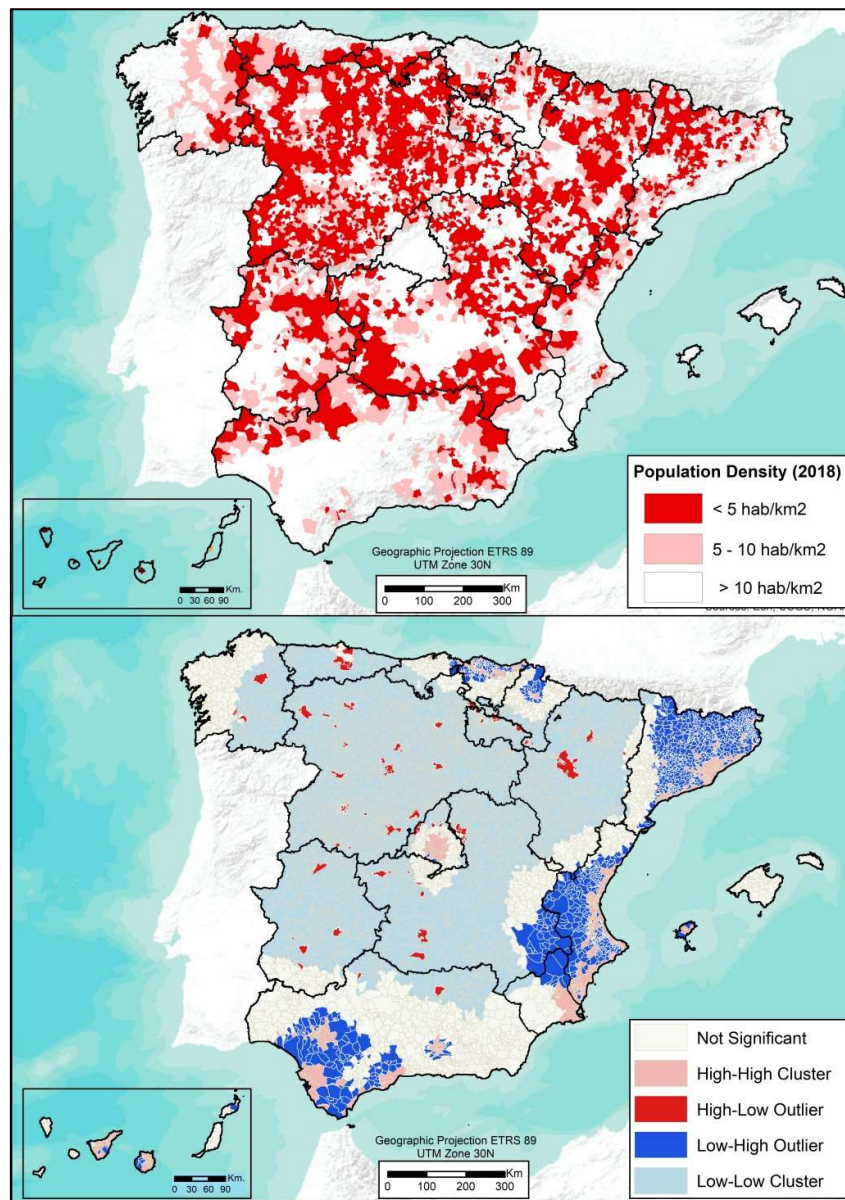 Population Density (2018)
< 5 hab/km2
5 - 10 hab/km2
> 10 hab/km2
Geographic Projection ETRS 89
UTM Zone 30N
Km
0 100 200 300
Km.
0 30 60 90
Not Significant
High-High Cluster
High-Low Outlier
Low-High Outlier
Low-Low Cluster
Geographic Projection ETRS 89
UTM Zone 30N
Km
0 100 200 300
Km.
0 30 60 90